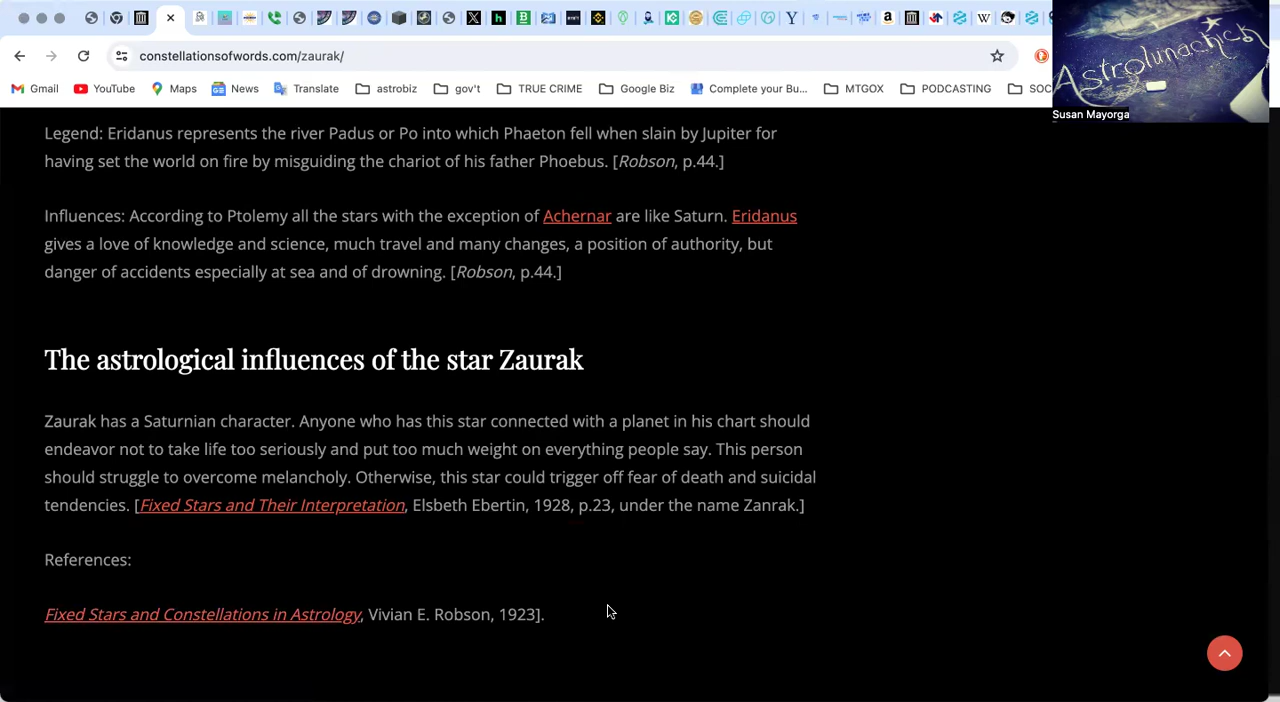 constellationsofwords.com/zaurak/
Gmail YouTube Maps News Translate astrobiz gov't TRUE CRIME Google Biz Complete your Bu... MTGOX PODCASTING SOC
Astrolunachick
Susan Mayorga
Legend: Eridanus represents the river Padus or Po into which Phaeton fell when slain by Jupiter for
having set the world on fire by misguiding the chariot of his father Phoebus. [Robson, p.44.]
Influences: According to Ptolemy all the stars with the exception of Achernar are like Saturn. Eridanus
gives a love of knowledge and science, much travel and many changes, a position of authority, but
danger of accidents especially at sea and of drowning. [Robson, p.44.]
The astrological influences of the star Zaurak
Zaurak has a Saturnian character. Anyone who has this star connected with a planet in his chart should
endeavor not to take life too seriously and put too much weight on everything people say. This person
should struggle to overcome melancholy. Otherwise, this star could trigger off fear of death and suicidal
tendencies. [Fixed Stars and Their Interpretation, Elsbeth Ebertin, 1928, p.23, under the name Zanrak.]
References:
Fixed Stars and Constellations in Astrology, Vivian E. Robson, 1923].